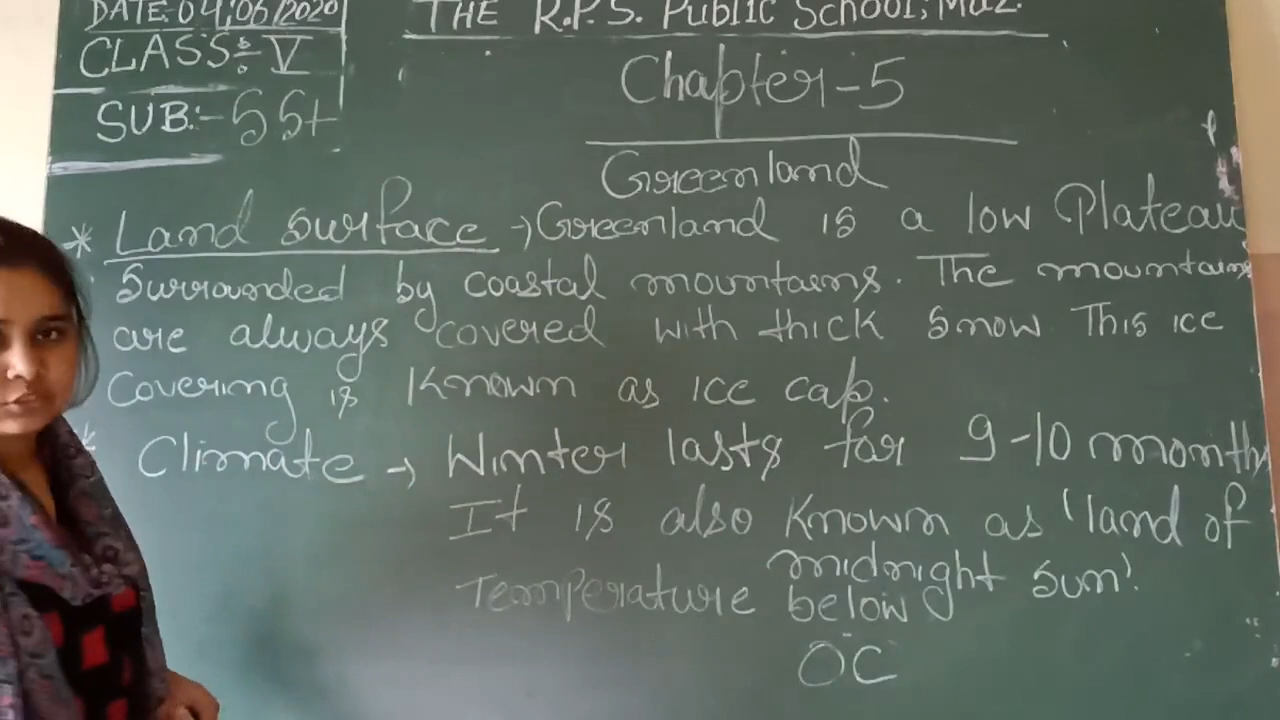 DATE: 04/06/2020
THE R.P.S. Public School, Maz.
CLASS:- V
SUB:- SSt
Chapter-5
Greenland
* Land surface → Greenland is a low Plateau
Surrounded by coastal mountains. The mountains
are always covered with thick snow This ice
Covering is Known as ice cap.
* Climate → Winter lasts for 9-10 months
It is also Known as 'land of
midnight sun'.
Temperature below
0C